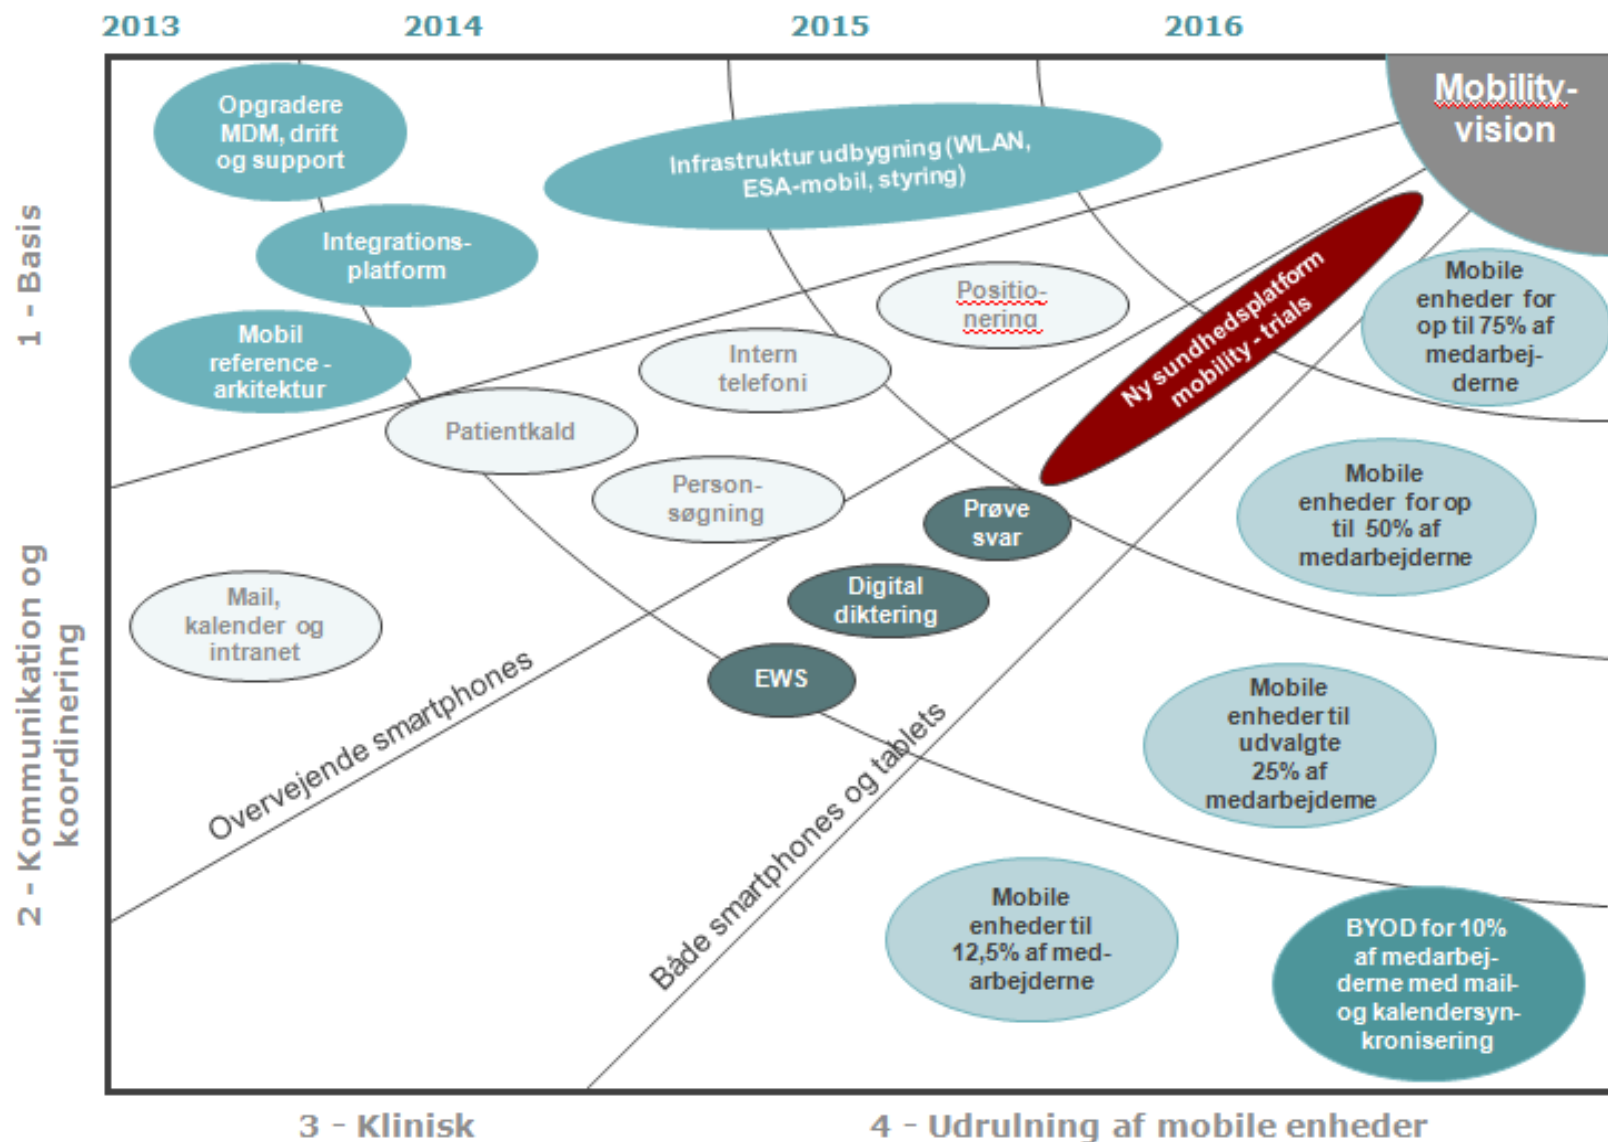 2013
2014
2015
2016
1 - Basis
2 - Kommunikation og
koordinering
3 - Klinisk
4 - Udrulning af mobile enheder
Mobility-
vision
Opgradere
MDM, drift
og support
Integrations-
platform
Mobil
reference -
arkitektur
Infrastruktur udbygning (WLAN,
ESA-mobil, styring)
Positio-
nering
Intern
telefoni
Patientkald
Person-
søgning
Mail,
kalender og
intranet
Overvejende smartphones
Ny sundhedsplatform
mobility - trials
Prøve
svar
Digital
diktering
EWS
Både smartphones og tablets
Mobile
enheder for
op til 75% af
medarbej-
derne
Mobile
enheder for op
til 50% af
medarbejderne
Mobile
enheder til
udvalgte
25% af
medarbejderne
Mobile
enheder til
12,5% af med-
arbejderne
BYOD for 10%
af medarbej-
derne med mail-
og kalendersyn-
kronisering